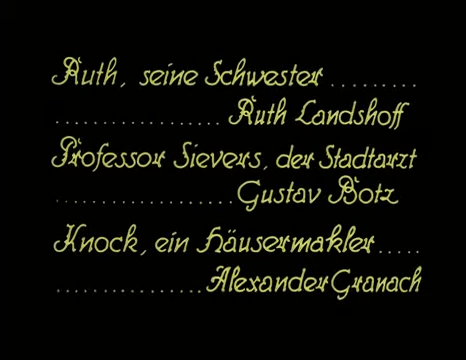 Ruth, seine Schwester .........
................... Ruth Landshoff
Professor Sievers, der Stadtarzt
.................... Gustav Botz
Knock, ein Häusermakler.....
................ Alexander Granach